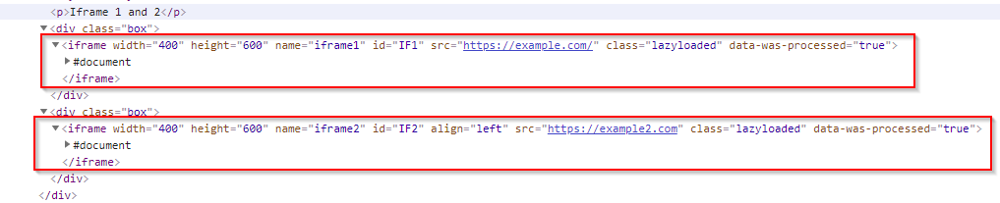 <p>Iframe 1 and 2</p>
▼<div class="box">
▼<iframe width="400" height="600" name="iframe1" id="IF1" src="https://example.com/" class="lazyloaded" data-was-processed="true">
▶#document
</iframe>
</div>
▼<div class="box">
▼<iframe width="400" height="600" name="iframe2" id="IF2" align="left" src="https://example2.com" class="lazyloaded" data-was-processed="true">
▶#document
</iframe>
</div>
</div>